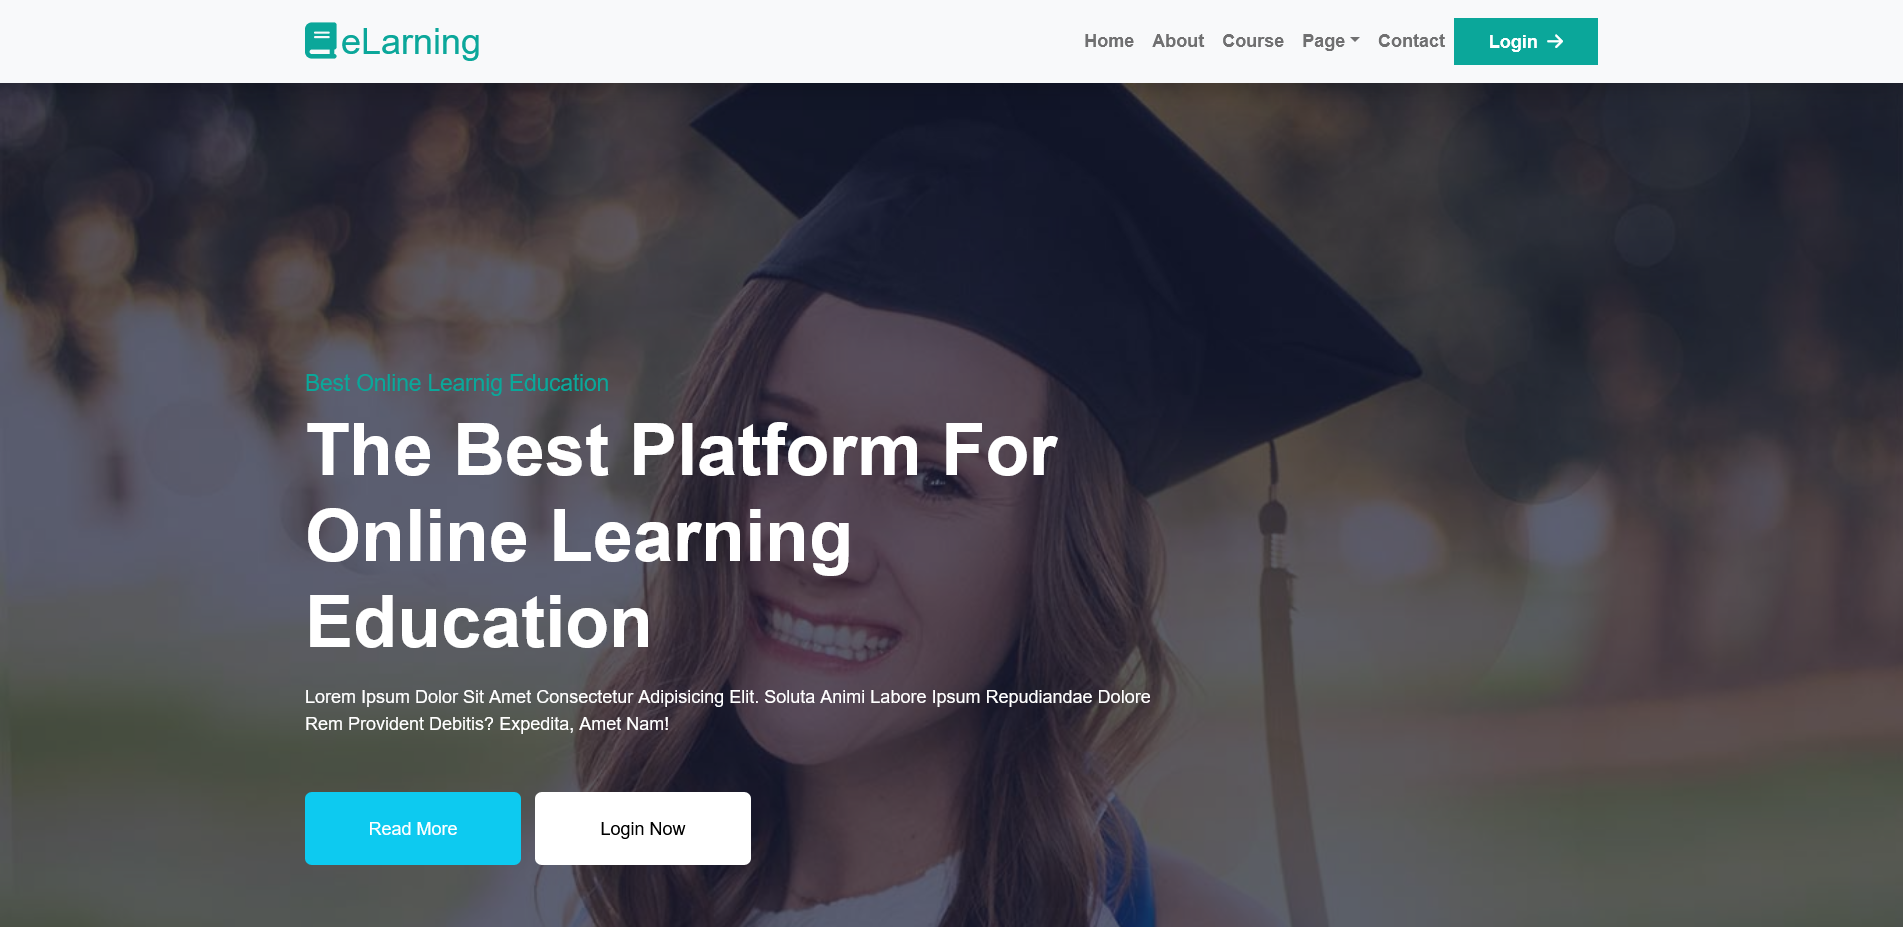 eLarning
Home About Course Page Contact Login
Best Online Learnig Education
The Best Platform For
Online Learning
Education
Lorem Ipsum Dolor Sit Amet Consectetur Adipisicing Elit. Soluta Animi Labore Ipsum Repudiandae Dolore
Rem Provident Debitis? Expedita, Amet Nam!
Read More
Login Now